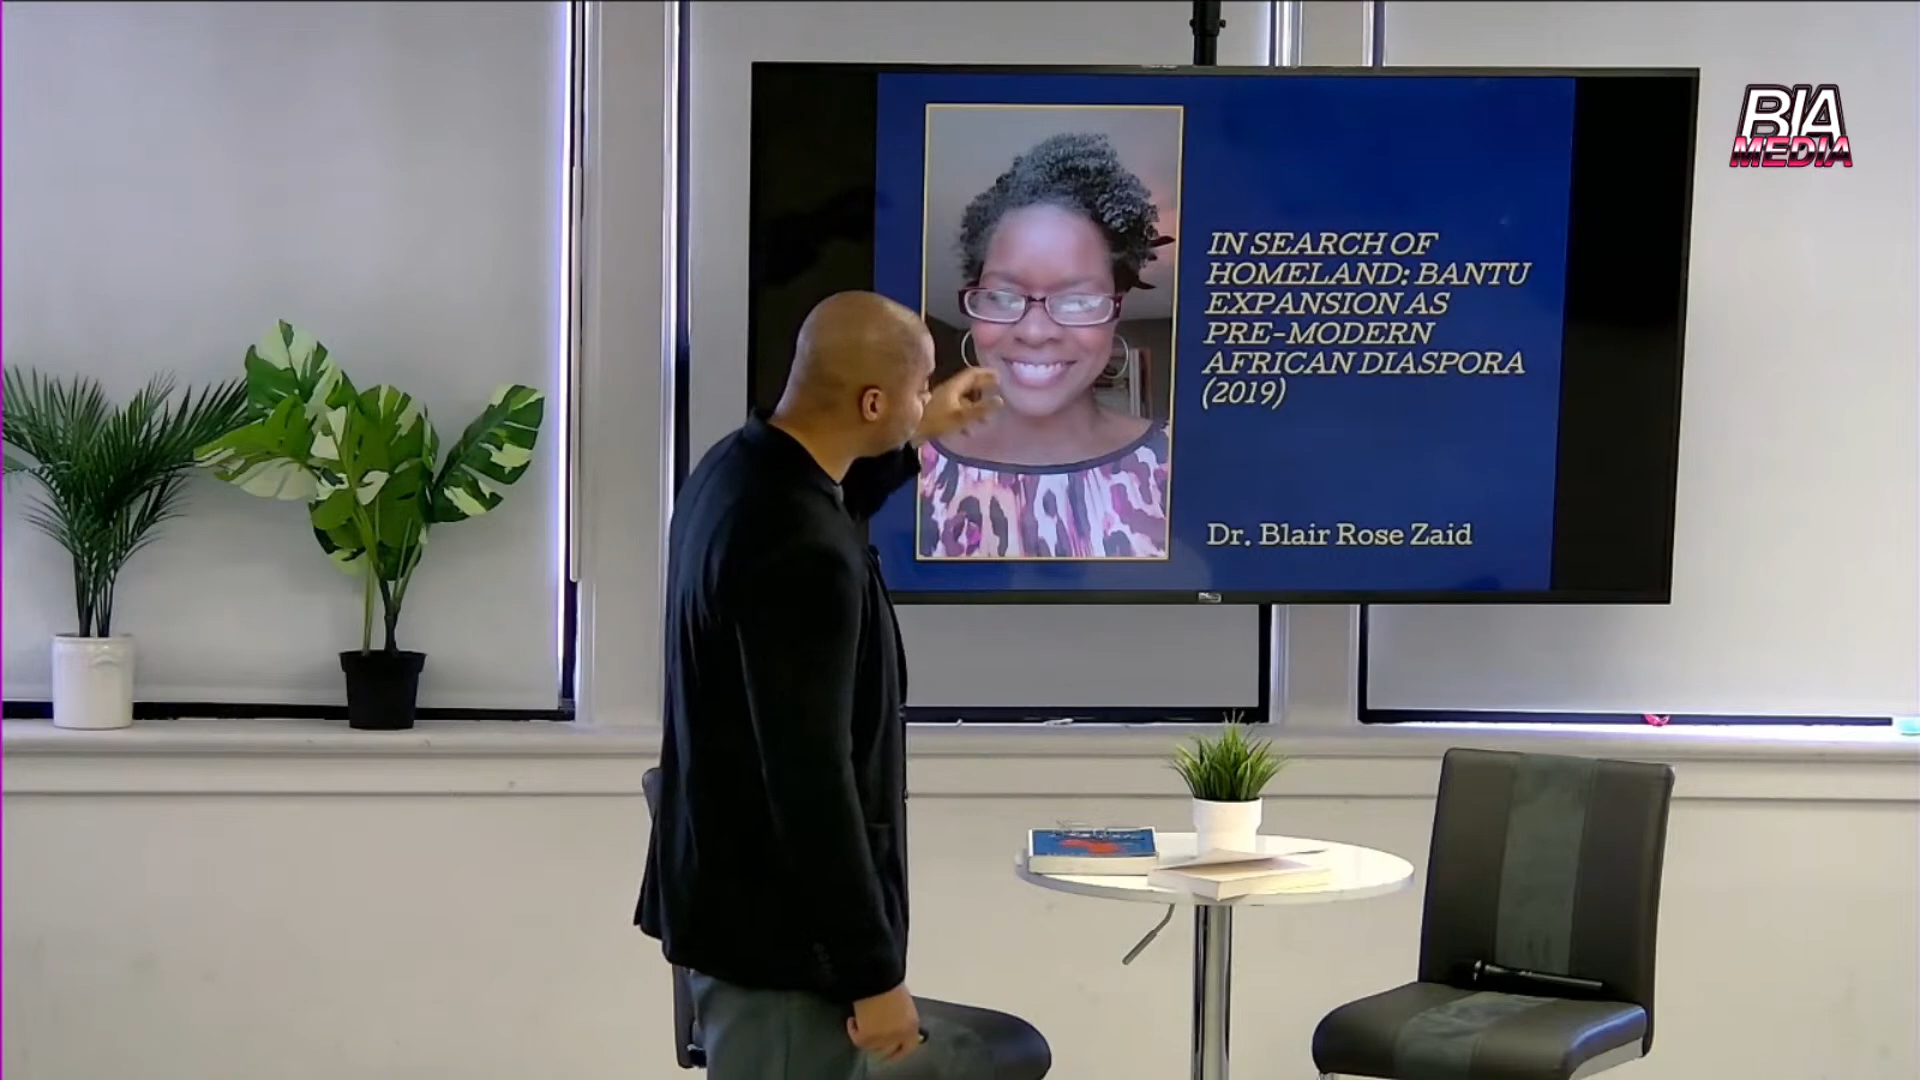 BIA
MEDIA
IN SEARCH OF
HOMELAND: BANTU
EXPANSION AS
PRE-MODERN
AFRICAN DIASPORA
(2019)
Dr. Blair Rose Zaid